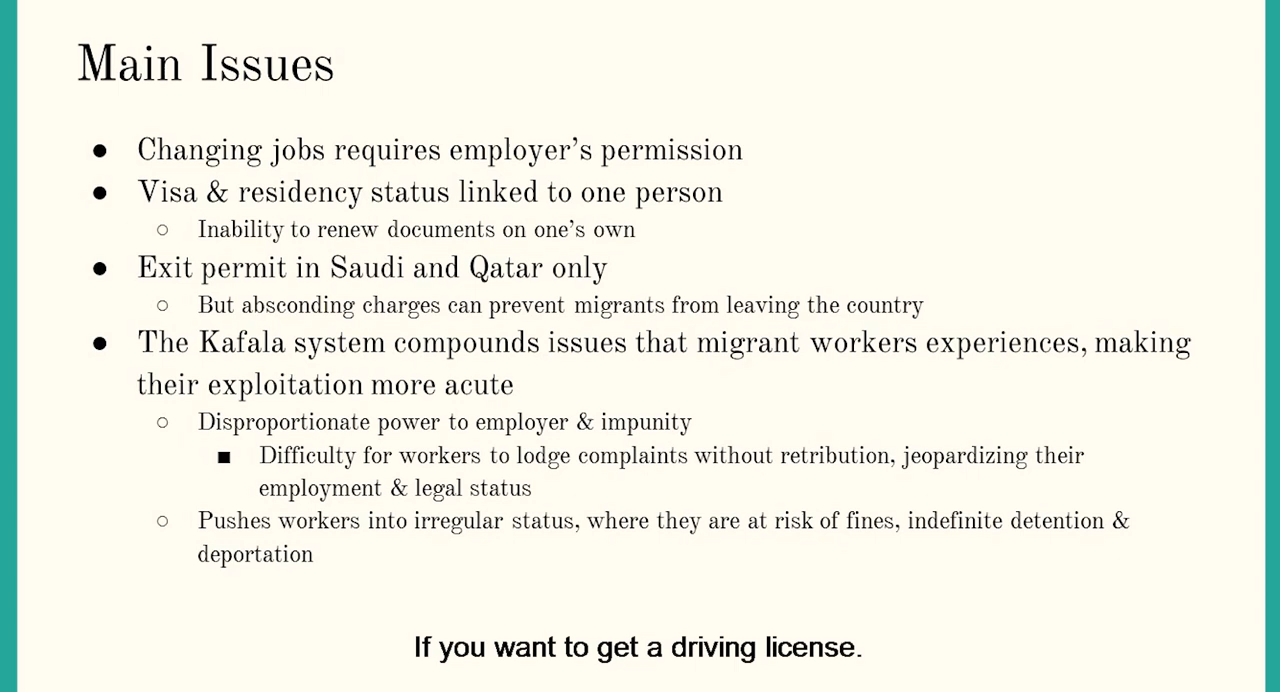 Main Issues
● Changing jobs requires employer’s permission
● Visa & residency status linked to one person
○ Inability to renew documents on one’s own
● Exit permit in Saudi and Qatar only
○ But absconding charges can prevent migrants from leaving the country
● The Kafala system compounds issues that migrant workers experiences, making
their exploitation more acute
○ Disproportionate power to employer & impunity
■ Difficulty for workers to lodge complaints without retribution, jeopardizing their
employment & legal status
○ Pushes workers into irregular status, where they are at risk of fines, indefinite detention &
deportation
If you want to get a driving license.